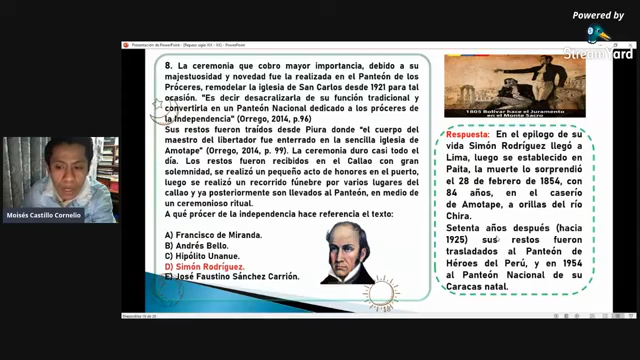 Powered by
StreamYard
Presentación de PowerPoint - (Repaso siglo XIX - XX) - PowerPoint
8. La ceremonia que cobro mayor importancia, debido a su
majestuosidad y novedad fue la realizada en el Panteón de los
Próceres, remodelar la iglesia de San Carlos desde 1921 para tal
ocasión. "Es decir desacralizarla de su función tradicional y
convertirla en un Panteón Nacional dedicado a los próceres de
la Independencia" (Orrego, 2014, p.96)
Sus restos fueron traídos desde Piura donde "el cuerpo del
maestro del libertador fue enterrado en la sencilla iglesia de
Amotape" (Orrego, 2014, p. 99). La ceremonia duro casi todo el
día. Los restos fueron recibidos en el Callao con gran
solemnidad, se realizó un pequeño acto de honores en el puerto,
luego se realizó un recorrido fúnebre por varios lugares del
callao y ya posteriormente son llevados al Panteón, en medio de
un ceremonioso ritual.
A qué prócer de la independencia hace referencia el texto:
A) Francisco de Miranda.
B) Andrés Bello.
C) Hipólito Unanue.
D) Simón Rodríguez.
E) José Faustino Sánchez Carrión.
1805 Bolívar hace el Juramento
en el Monte Sacro
Respuesta: En el epilogo de su
vida Simón Rodríguez llegó a
Lima, luego se estableció en
Paita, la muerte lo sorprendió
el 28 de febrero de 1854, con
84 años, en el caserío
de Amotape, a orillas del río
Chira.
Setenta años después (hacia
1925) sus restos fueron
trasladados al Panteón de
Héroes del Perú, y en 1954
al Panteón Nacional de su
Caracas natal.
Moisés Castillo Cornelio